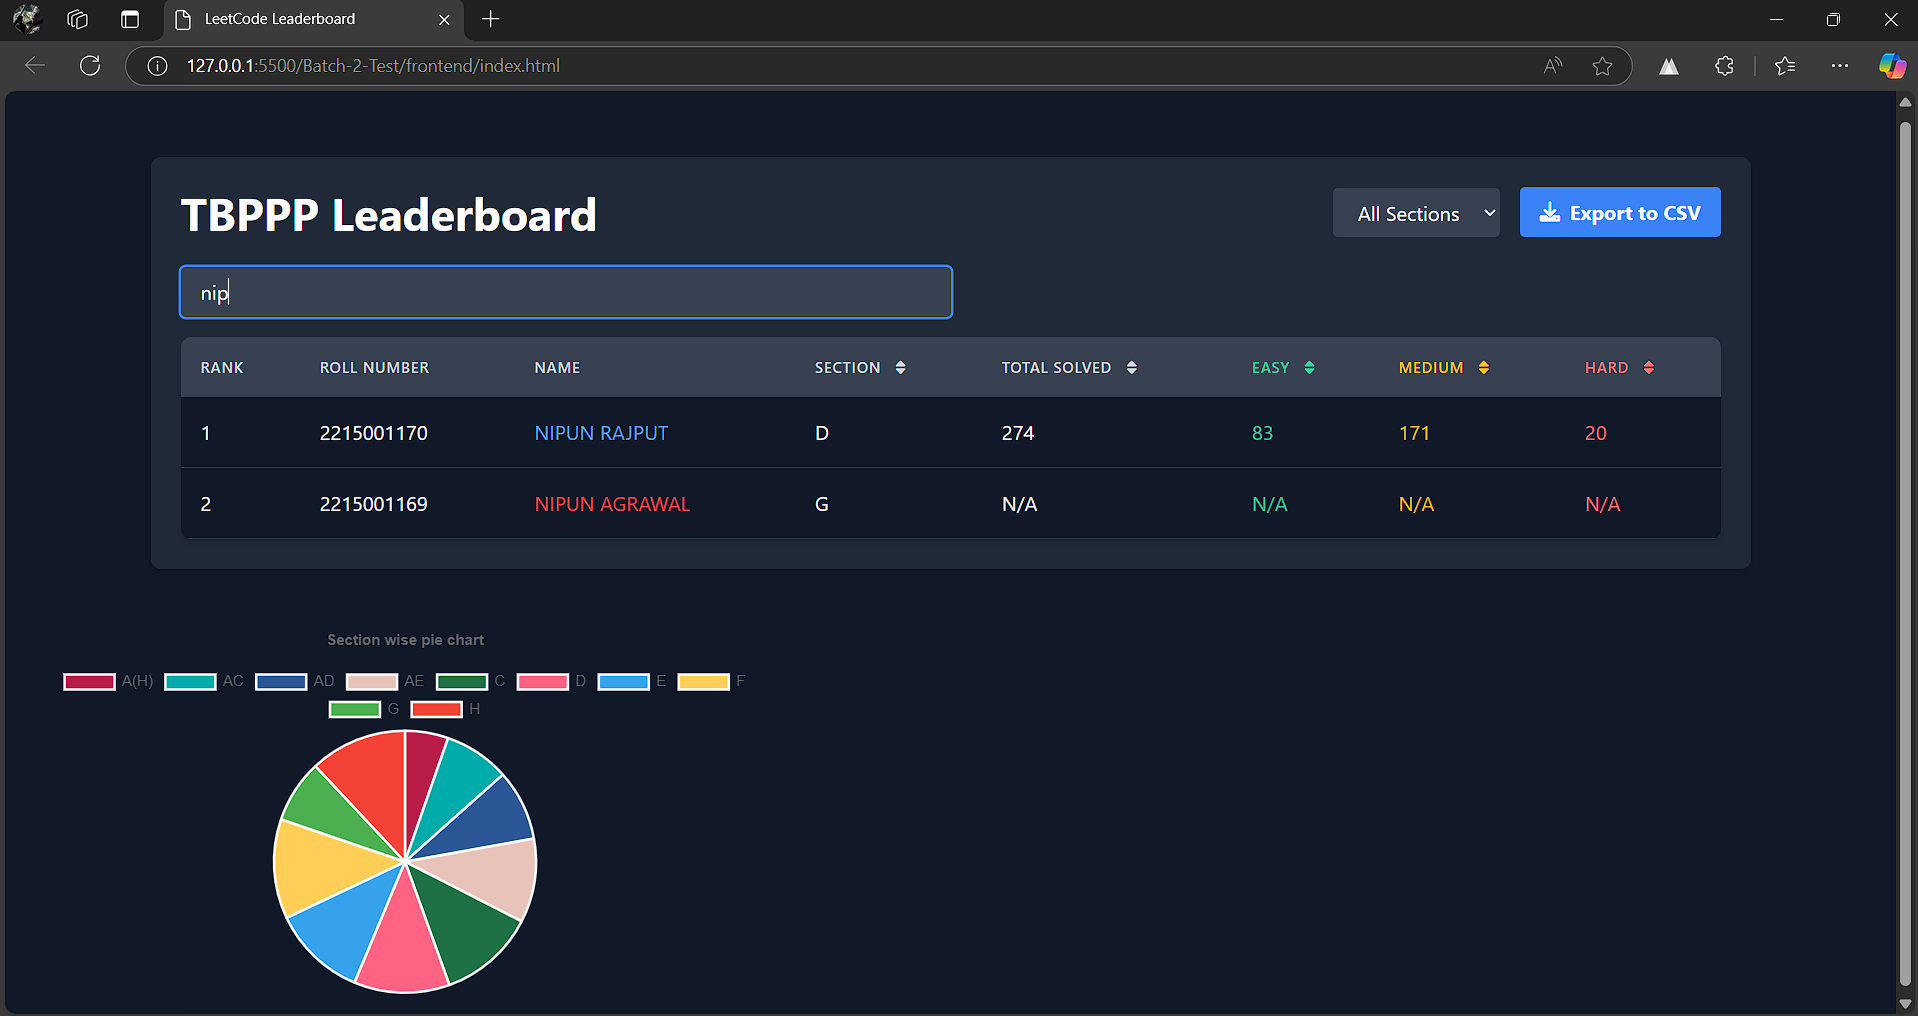 LeetCode Leaderboard
127.0.0.1:5500/Batch-2-Test/frontend/index.html
TBPPP Leaderboard
All Sections
Export to CSV
nip
RANK ROLL NUMBER NAME SECTION TOTAL SOLVED EASY MEDIUM HARD
1 2215001170 NIPUN RAJPUT D 274 83 171 20
2 2215001169 NIPUN AGRAWAL G N/A N/A N/A N/A
Section wise pie chart
A(H) AC AD AE C D E F
G H